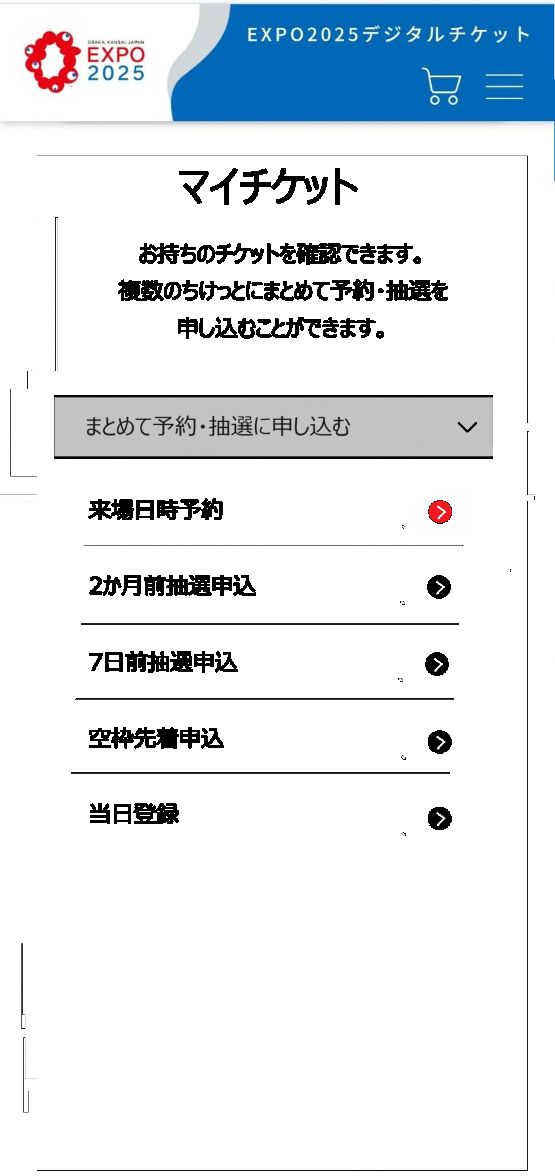 OSAKA, KANSAI, JAPAN
EXPO
2025
EXPO2025デジタルチケット
マイチケット
お持ちのチケットを確認できます。
複数のちけっとにまとめて予約・抽選を
申し込むことができます。
まとめて予約・抽選に申し込む
来場日時予約
2か月前抽選申込
7日前抽選申込
空枠先着申込
当日登録